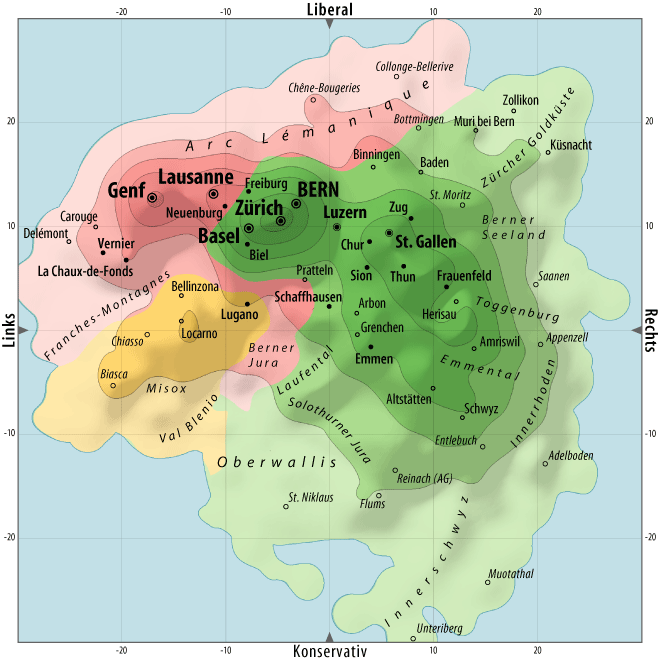 Liberal
-20
-10
10
20
Collonge-Bellerive
Chêne-Bougeries
Zollikon
Arc Lémanique
Bottmingen
Muri bei Bern
Zürcher Goldküste
20
20
Küsnacht
Binningen
Baden
Lausanne
Freiburg
Genf
BERN
St. Moritz
Neuenburg
Zürich
Luzern
Zug
Berner
Seeland
Carouge
10
10
Delémont
Basel
St. Gallen
Vernier
Chur
Biel
La Chaux-de-Fonds
Pratteln
Sion
Thun
Frauenfeld
Saanen
Franches-Montagnes
Bellinzona
Schaffhausen
Arbon
Toggenburg
Lugano
Herisau
Links
Rechts
Locarno
Grenchen
Chiasso
Appenzell
Berner
Jura
Amriswil
Emmen
Laufental
Emmental
Biasca
Misox
Altstätten
Innerrhoden
Val Blenio
Solothurner Jura
Schwyz
-10
-10
Entlebuch
Oberwallis
Adelboden
Reinach (AG)
St. Niklaus
Flums
-20
-20
Innerschwyz
Muotathal
Unteriberg
-20
-10
Konservativ
10
20